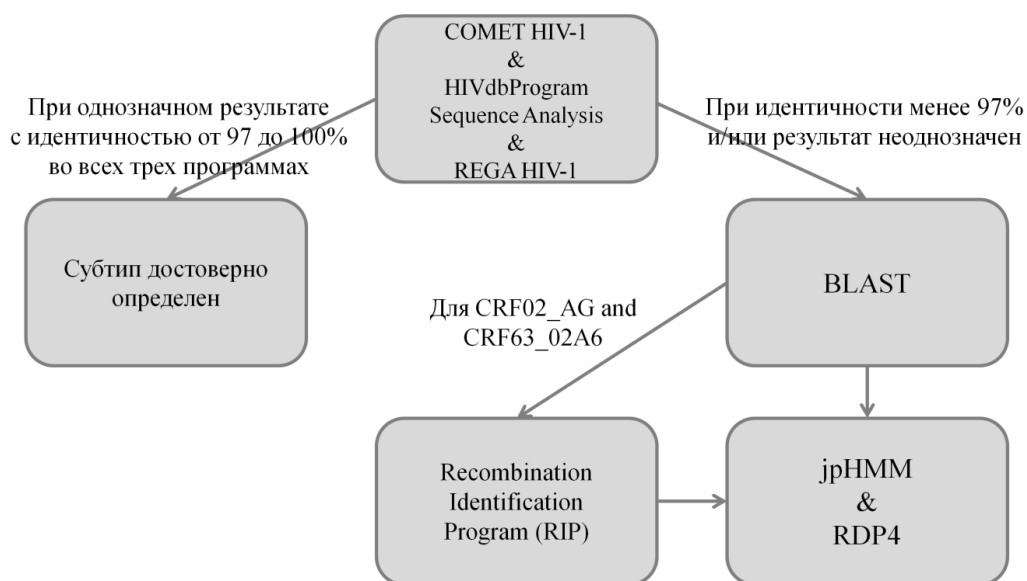 COMET HIV-1
&
HIVdbProgram
Sequence Analysis
&
REGA HIV-1
При однозначном результате
с идентичностью от 97 до 100%
во всех трех программах
При идентичности менее 97%
и/или результат неоднозначен
Субтип достоверно
определен
BLAST
Для CRF02_AG and
CRF63_02A6
Recombination
Identification
Program (RIP)
jpHMM
&
RDP4